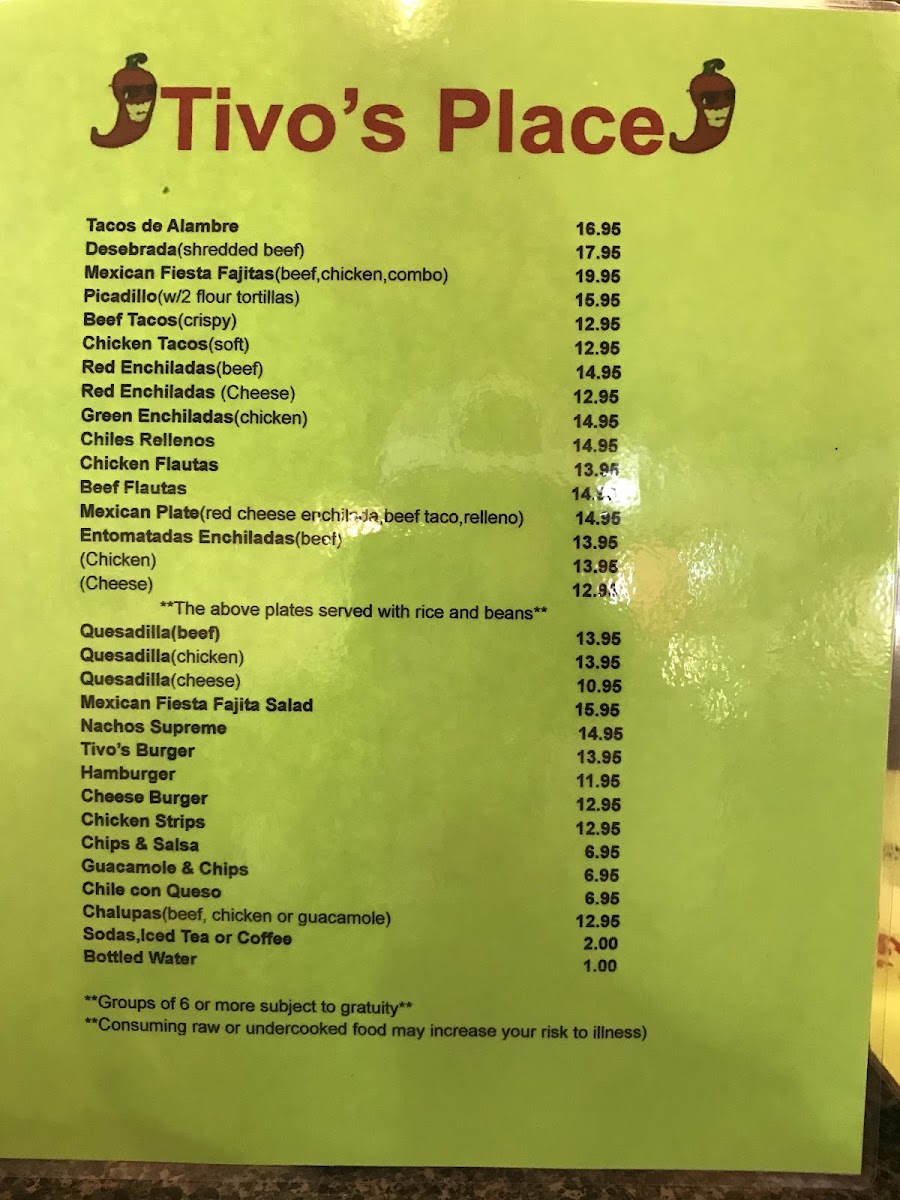 Tivo's Place
Tacos de Alambre 16.95
Desebrada(shredded beef) 17.95
Mexican Fiesta Fajitas(beef,chicken,combo) 19.95
Picadillo(w/2 flour tortillas) 15.95
Beef Tacos(crispy) 12.95
Chicken Tacos(soft) 12.95
Red Enchiladas(beef) 14.95
Red Enchiladas (Cheese) 12.95
Green Enchiladas(chicken) 14.95
Chiles Rellenos 14.95
Chicken Flautas 13.95
Beef Flautas
Mexican Plate(red cheese enchilada,beef taco,relleno) 14.95
Entomatadas Enchiladas(beef) 13.95
(Chicken) 13.95
(Cheese) 12.95
**The above plates served with rice and beans**
Quesadilla(beef) 13.95
Quesadilla(chicken) 13.95
Quesadilla(cheese) 10.95
Mexican Fiesta Fajita Salad 15.95
Nachos Supreme 14.95
Tivo's Burger 13.95
Hamburger 11.95
Cheese Burger 12.95
Chicken Strips 12.95
Chips & Salsa 6.95
Guacamole & Chips 6.95
Chile con Queso 6.95
Chalupas(beef, chicken or guacamole) 12.95
Sodas,Iced Tea or Coffee 2.00
Bottled Water 1.00
**Groups of 6 or more subject to gratuity**
**Consuming raw or undercooked food may increase your risk to illness)